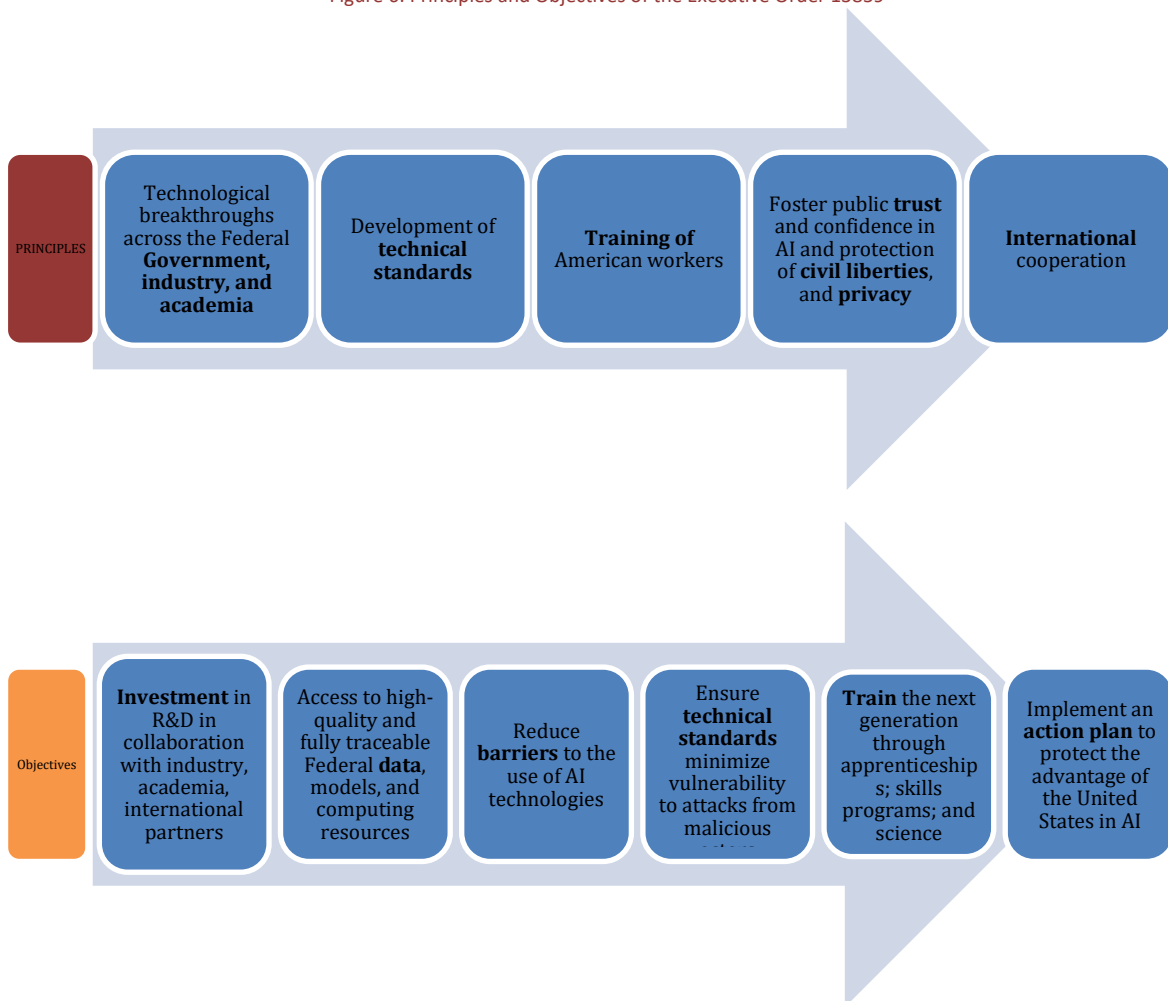 PRINCIPLES
Technological
breakthroughs
across the Federal
Government,
industry, and
academia
Development of
technical
standards
Training of
American workers
Foster public trust
and confidence in
AI and protection
of civil liberties,
and privacy
International
cooperation
Objectives
Investment in
R&D in
collaboration
with industry,
academia,
international
partners
Access to high-
quality and
fully traceable
Federal data,
models, and
computing
resources
Reduce
barriers to the
use of AI
technologies
Ensure
technical
standards
minimize
vulnerability
to attacks from
malicious
Train the next
generation
through
apprenticeship
s; skills
programs; and
science
Implement an
action plan to
protect the
advantage of
the United
States in AI